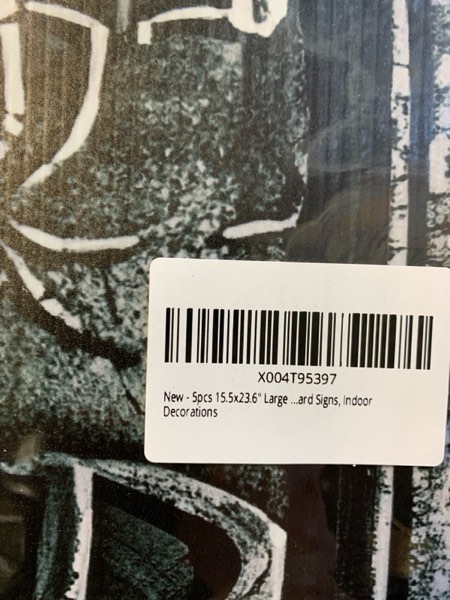 X004T95397
New - 5pcs 15.5x23.6" Large ...ard Signs, Indoor
Decorations